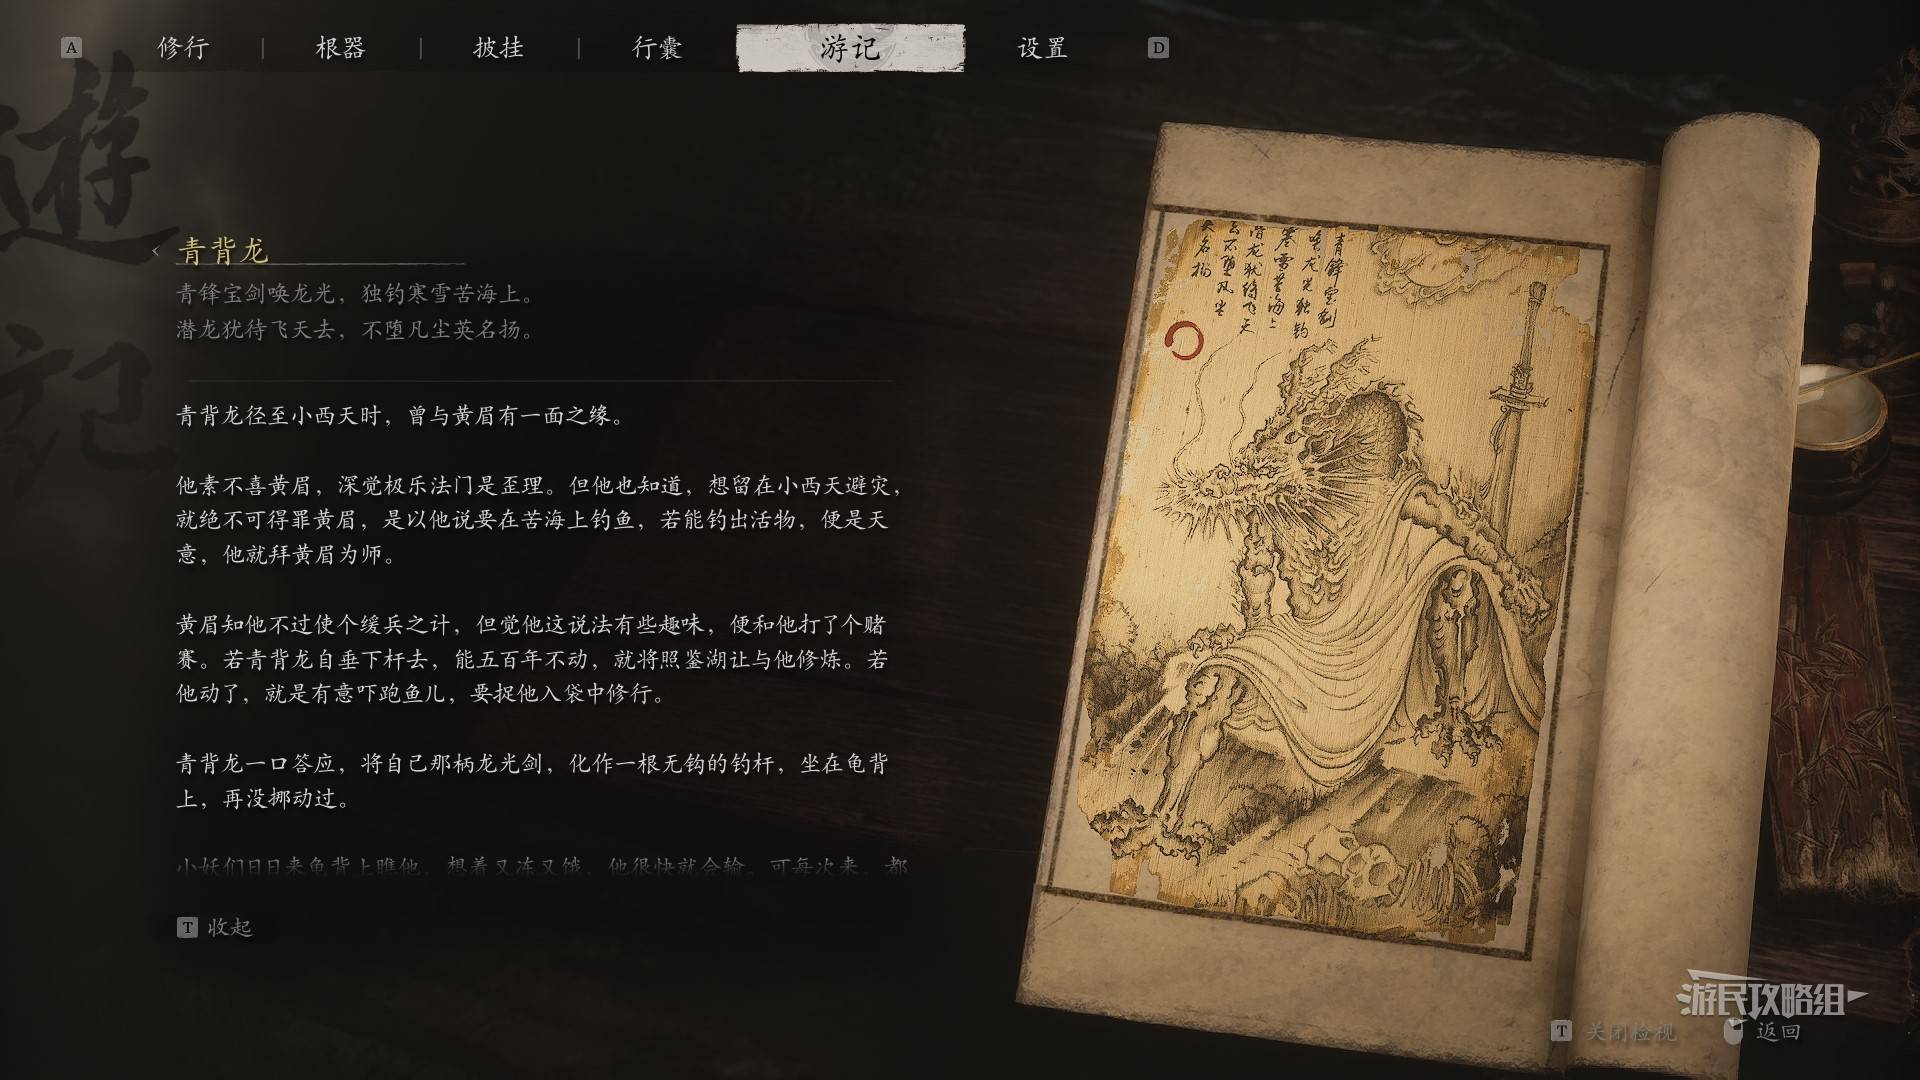 A 修行 | 根器 | 披挂 | 行囊 游记 设置 D
遊記
青背龙
青锋宝剑唤龙光，独钓寒雪苦海上。
潜龙犹待飞天去，不堕凡尘英名扬。
青背龙径至小西天时，曾与黄眉有一面之缘。
他素不喜黄眉，深觉极乐法门是歪理。但他也知道，想留在小西天避灾，
就绝不可得罪黄眉，是以他说要在苦海上钓鱼，若能钓出活物，便是天
意，他就拜黄眉为师。
黄眉知他不过使个缓兵之计，但觉他这说法有些趣味，便和他打了个赌
赛。若青背龙自垂下杆去，能五百年不动，就将照鉴湖让与他修炼。若
他动了，就是有意吓跑鱼儿，要捉他入袋中修行。
青背龙一口答应，将自己那柄龙光剑，化作一根无钩的钓杆，坐在龟背
上，再没挪动过。
小妖们日日来龟背上瞧他，想着又冻又饿，他很快就会输。可每次来，都
T 收起
青鋒宝劍
龙光独钓
寒雪苦海上
潜龙犹待飞天
去不堕凡尘
英名扬
游民攻略组
T 关闭检视 返回